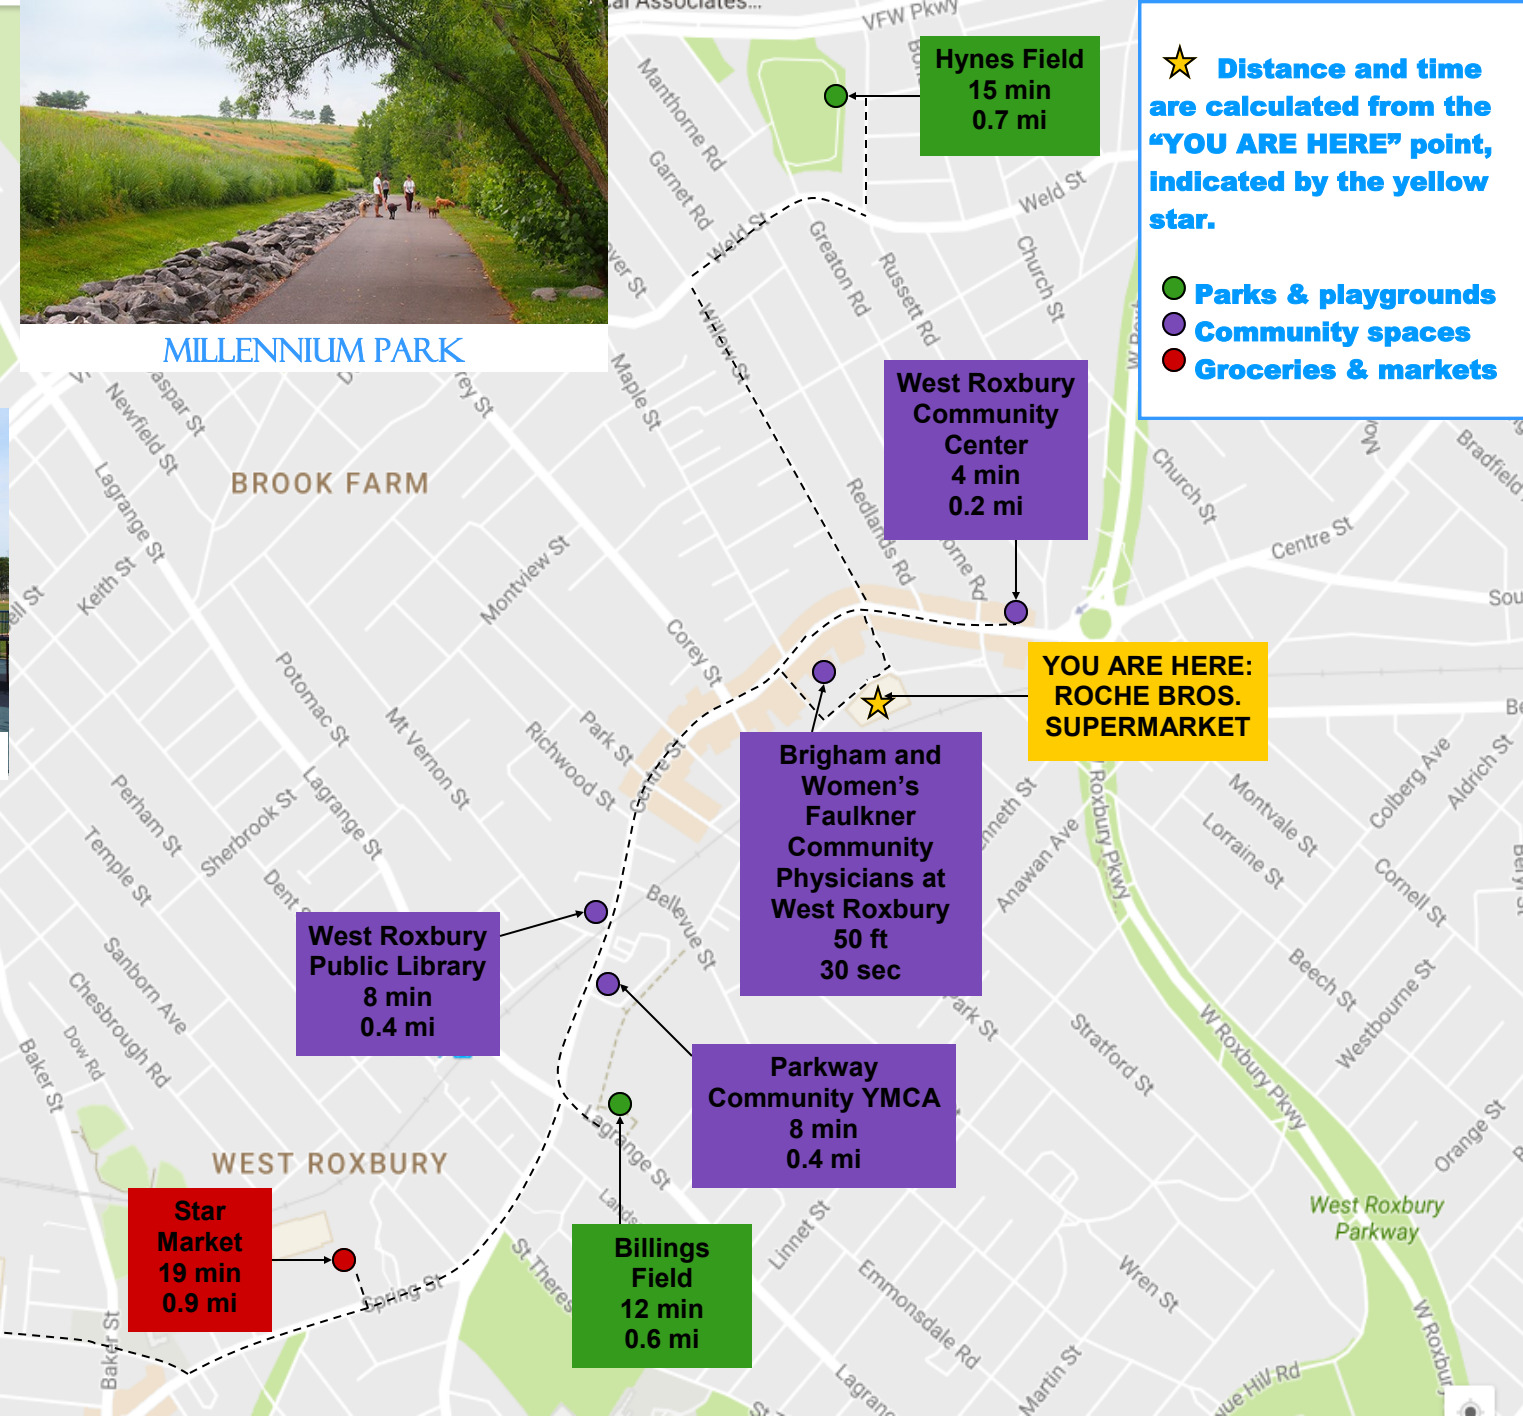 cal Associates...
VFW Pkwy
Hynes Field
15 min
0.7 mi
Distance and time
are calculated from the
“YOU ARE HERE” point,
indicated by the yellow
star.
Parks & playgrounds
Community spaces
Groceries & markets
MILLENNIUM PARK
Manthorne Rd
Garnet Rd
Weld St
Weld St
Greaton Rd
Russett Rd
Church St
Willow St
Maple St
Newfield St
Lagrange St
BROOK FARM
Keith St
Montview St
Corey St
West Roxbury
Community
Center
4 min
0.2 mi
Redlands Rd
Church St
Centre St
Bradfield
YOU ARE HERE:
ROCHE BROS.
SUPERMARKET
Potomac St
Mt Vernon St
Richwood St
Park St
Centre St
Lagrange St
Perham St
Sherbrook St
Temple St
Brigham and
Women’s
Faulkner
Community
Physicians at
West Roxbury
50 ft
30 sec
Anawan Ave
W Roxbury Pkwy
Montvale St
Lorraine St
Colberg Ave
Aldrich St
Cornell St
Bellevue St
West Roxbury
Public Library
8 min
0.4 mi
Sanborn Ave
Chesbrough Rd
Dow Rd
Baker St
Park St
Stratford St
Beech St
Westbourne St
W Roxbury Pkwy
Parkway
Community YMCA
8 min
0.4 mi
Lagrange St
WEST ROXBURY
Orange St
West Roxbury
Parkway
Star
Market
19 min
0.9 mi
Spring St
Baker St
Billings
Field
12 min
0.6 mi
Linnet St
Emmonsdale Rd
Wren St
Martin St
W Roxbury